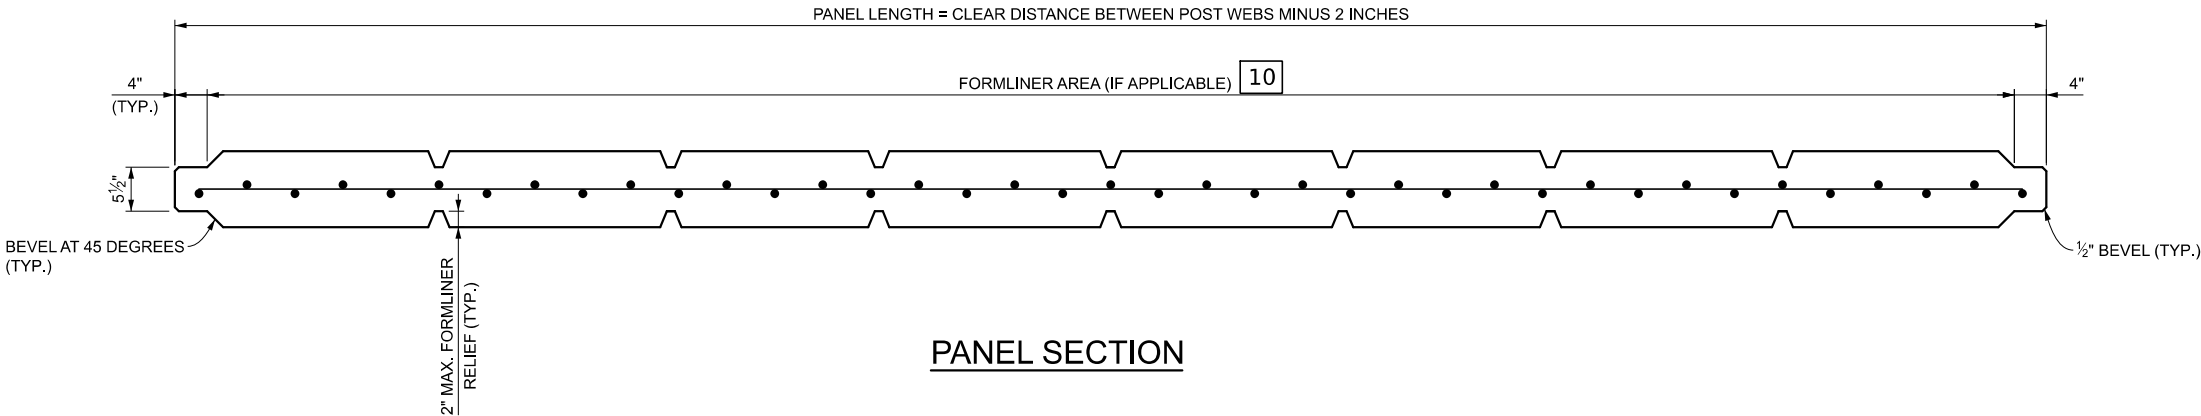 PANEL LENGTH = CLEAR DISTANCE BETWEEN POST WEBS MINUS 2 INCHES
4"
(TYP.)
FORMLINER AREA (IF APPLICABLE) 10
4"
5½"
BEVEL AT 45 DEGREES
(TYP.)
½" BEVEL (TYP.)
2" MAX. FORMLINER
RELIEF (TYP.)
PANEL SECTION